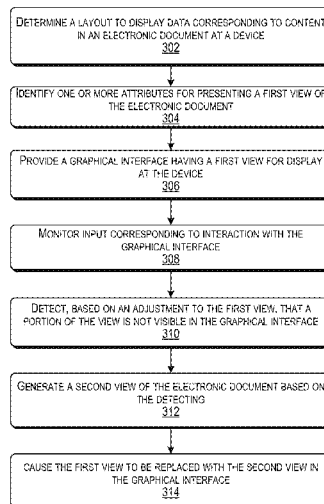 DETERMINE A LAYOUT TO DISPLAY DATA CORRESPONDING TO CONTENT
IN AN ELECTRONIC DOCUMENT AT A DEVICE
302
IDENTIFY ONE OR MORE ATTRIBUTES FOR PRESENTING A FIRST VIEW OF
THE ELECTRONIC DOCUMENT
304
PROVIDE A GRAPHICAL INTERFACE HAVING A FIRST VIEW FOR DISPLAY
AT THE DEVICE
306
MONITOR INPUT CORRESPONDING TO INTERACTION WITH THE
GRAPHICAL INTERFACE
308
DETECT, BASED ON AN ADJUSTMENT TO THE FIRST VIEW, THAT A
PORTION OF THE VIEW IS NOT VISIBLE IN THE GRAPHICAL INTERFACE
310
GENERATE A SECOND VIEW OF THE ELECTRONIC DOCUMENT BASED ON
THE DETECTING
312
CAUSE THE FIRST VIEW TO BE REPLACED WITH THE SECOND VIEW IN
THE GRAPHICAL INTERFACE
314